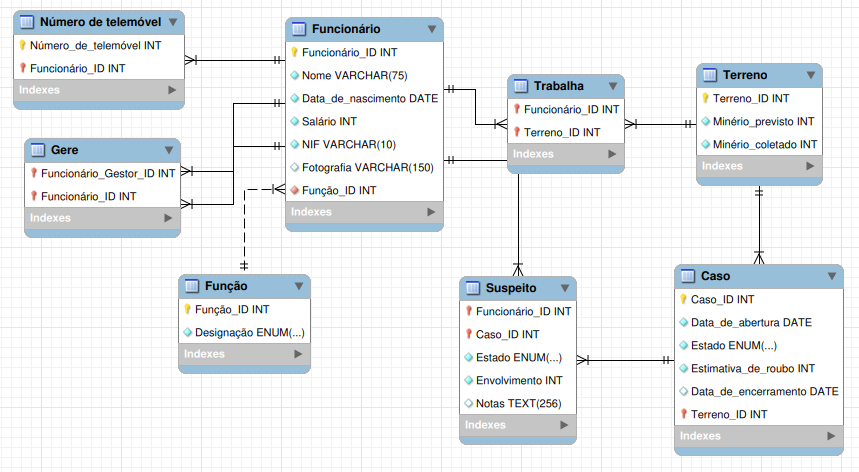 Número de telemóvel
Número_de_telemóvel INT
Funcionário_ID INT
Indexes
Gere
Funcionário_Gestor_ID INT
Funcionário_ID INT
Indexes
Funcionário
Funcionário_ID INT
Nome VARCHAR(75)
Data_de_nascimento DATE
Salário INT
NIF VARCHAR(10)
Fotografia VARCHAR(150)
Função_ID INT
Indexes
Função
Função_ID INT
Designação ENUM(...)
Indexes
Trabalha
Funcionário_ID INT
Terreno_ID INT
Indexes
Terreno
Terreno_ID INT
Minério_previsto INT
Minério_coletado INT
Indexes
Suspeito
Funcionário_ID INT
Caso_ID INT
Estado ENUM(...)
Envolvimento INT
Notas TEXT(256)
Indexes
Caso
Caso_ID INT
Data_de_abertura DATE
Estado ENUM(...)
Estimativa_de_roubo INT
Data_de_encerramento DATE
Terreno_ID INT
Indexes